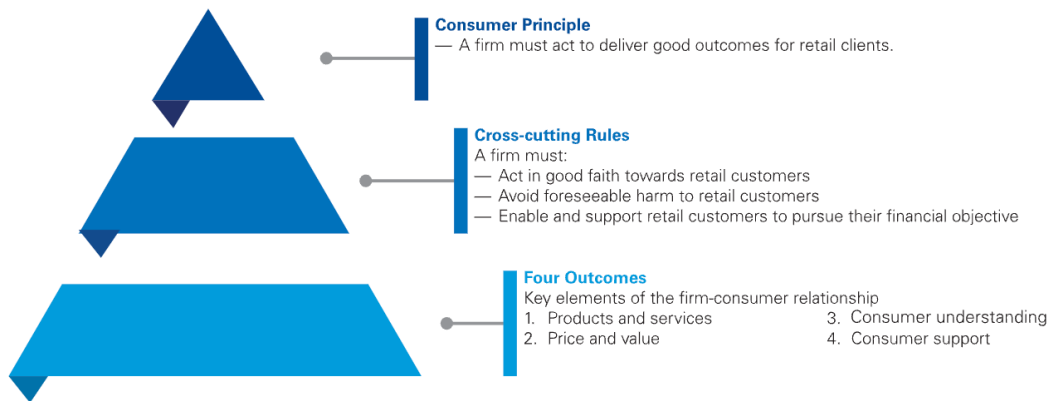 Consumer Principle
— A firm must act to deliver good outcomes for retail clients.
Cross-cutting Rules
A firm must:
— Act in good faith towards retail customers
— Avoid foreseeable harm to retail customers
— Enable and support retail customers to pursue their financial objective
Four Outcomes
Key elements of the firm-consumer relationship
1. Products and services
2. Price and value
3. Consumer understanding
4. Consumer support